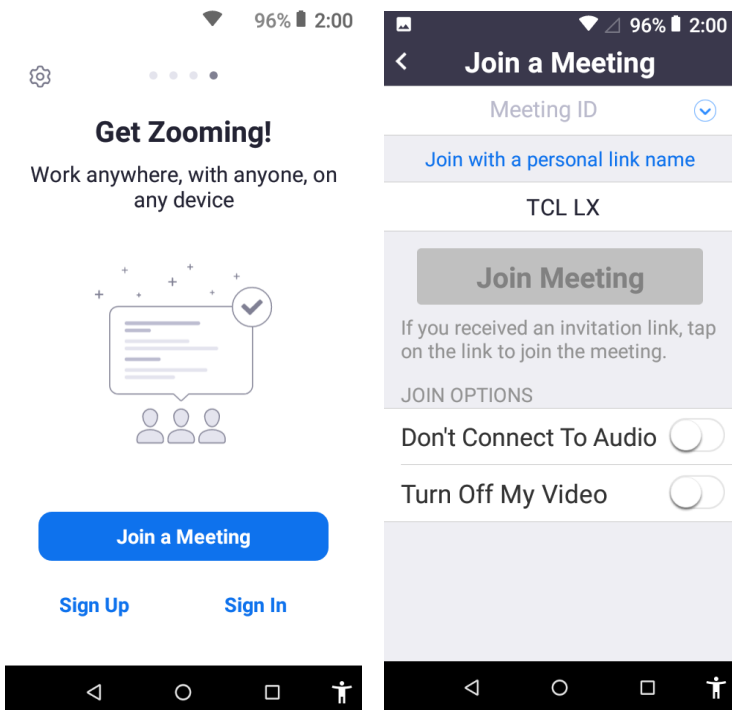 96% 2:00
Get Zooming!
Work anywhere, with anyone, on
any device
Join a Meeting
Sign Up Sign In
96% 2:00
Join a Meeting
Meeting ID
Join with a personal link name
TCL LX
Join Meeting
If you received an invitation link, tap
on the link to join the meeting.
JOIN OPTIONS
Don't Connect To Audio
Turn Off My Video